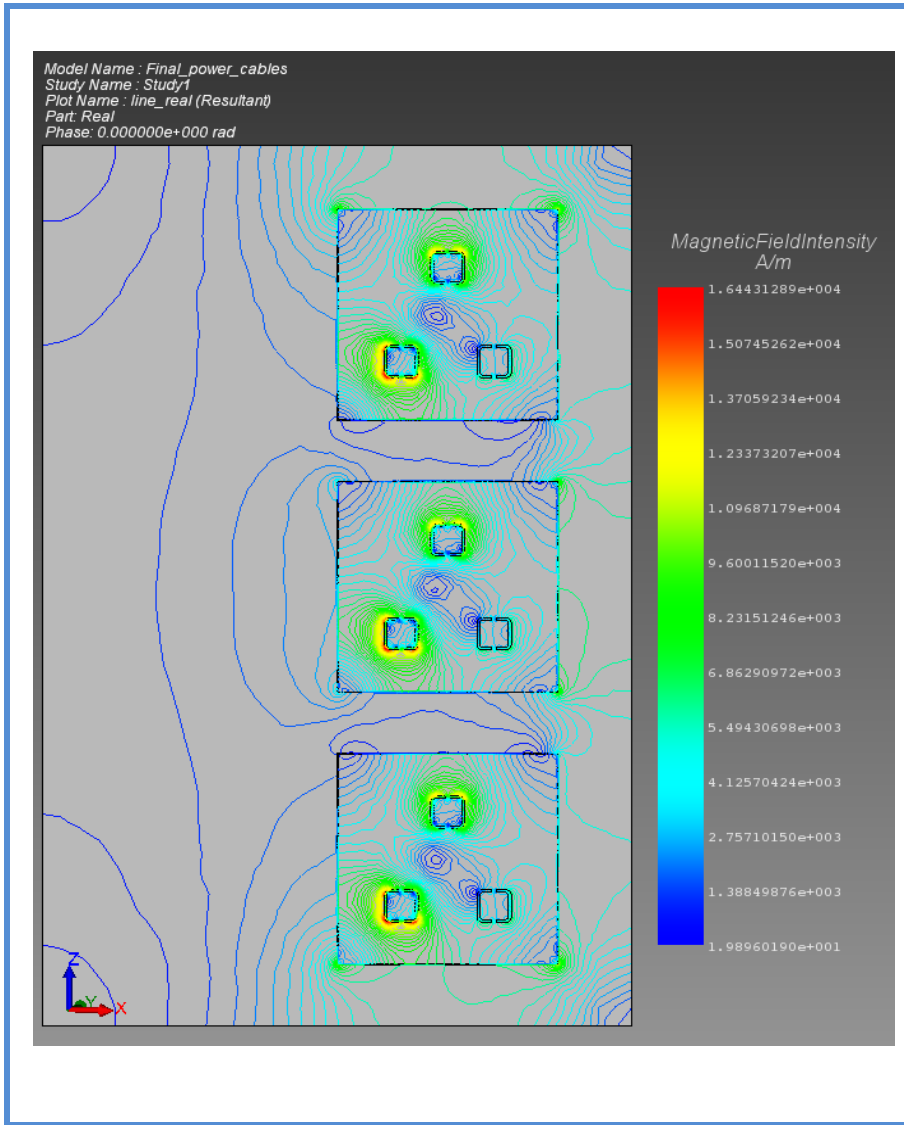 Model Name : Final_power_cables
Study Name : Study1
Plot Name : line_real (Resultant)
Part: Real
Phase: 0.000000e+000 rad
MagneticFieldIntensity
A/m
1.64431289e+004
1.50745262e+004
1.37059234e+004
1.23373207e+004
1.09687179e+004
9.60011520e+003
8.23151246e+003
6.86290972e+003
5.49430698e+003
4.12570424e+003
2.75710150e+003
1.38849876e+003
1.98960190e+001
Z
Y
X